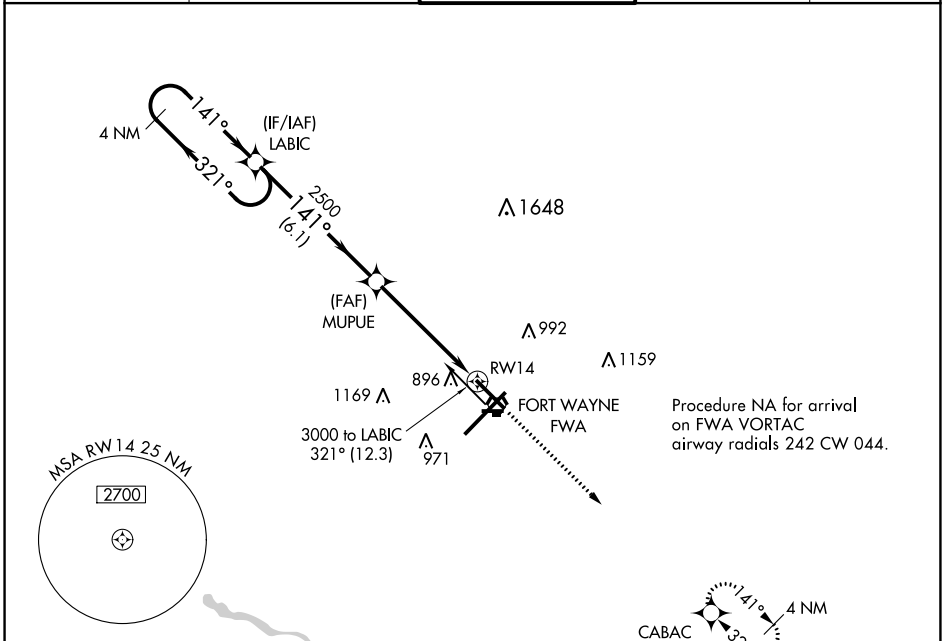 141°
4 NM
321°
(IF/IAF)
LABIC
2500
141°
(6.1)
1648
(FAF)
MUPUE
992
1159
RW14
896
1169
FORT WAYNE
FWA
3000 to LABIC
321° (12.3)
971
Procedure NA for arrival
on FWA VORTAC
airway radials 242 CW 044.
MSA RW14 25 NM
2700
141°
4 NM
CABAC